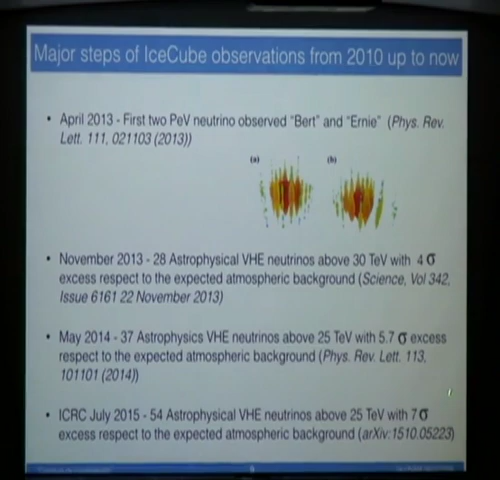 Major steps of IceCube observations from 2010 up to now
• April 2013 - First two PeV neutrino observed "Bert" and "Ernie" (Phys. Rev.
Lett. 111, 021103 (2013))
(a) (b)
• November 2013 - 28 Astrophysical VHE neutrinos above 30 TeV with 4 σ
excess respect to the expected atmospheric background (Science, Vol 342,
Issue 6161 22 November 2013)
• May 2014 - 37 Astrophysics VHE neutrinos above 25 TeV with 5.7 σ excess
respect to the expected atmospheric background (Phys. Rev. Lett. 113,
101101 (2014))
• ICRC July 2015 - 54 Astrophysical VHE neutrinos above 25 TeV with 7 σ
excess respect to the expected atmospheric background (arXiv:1510.05223)